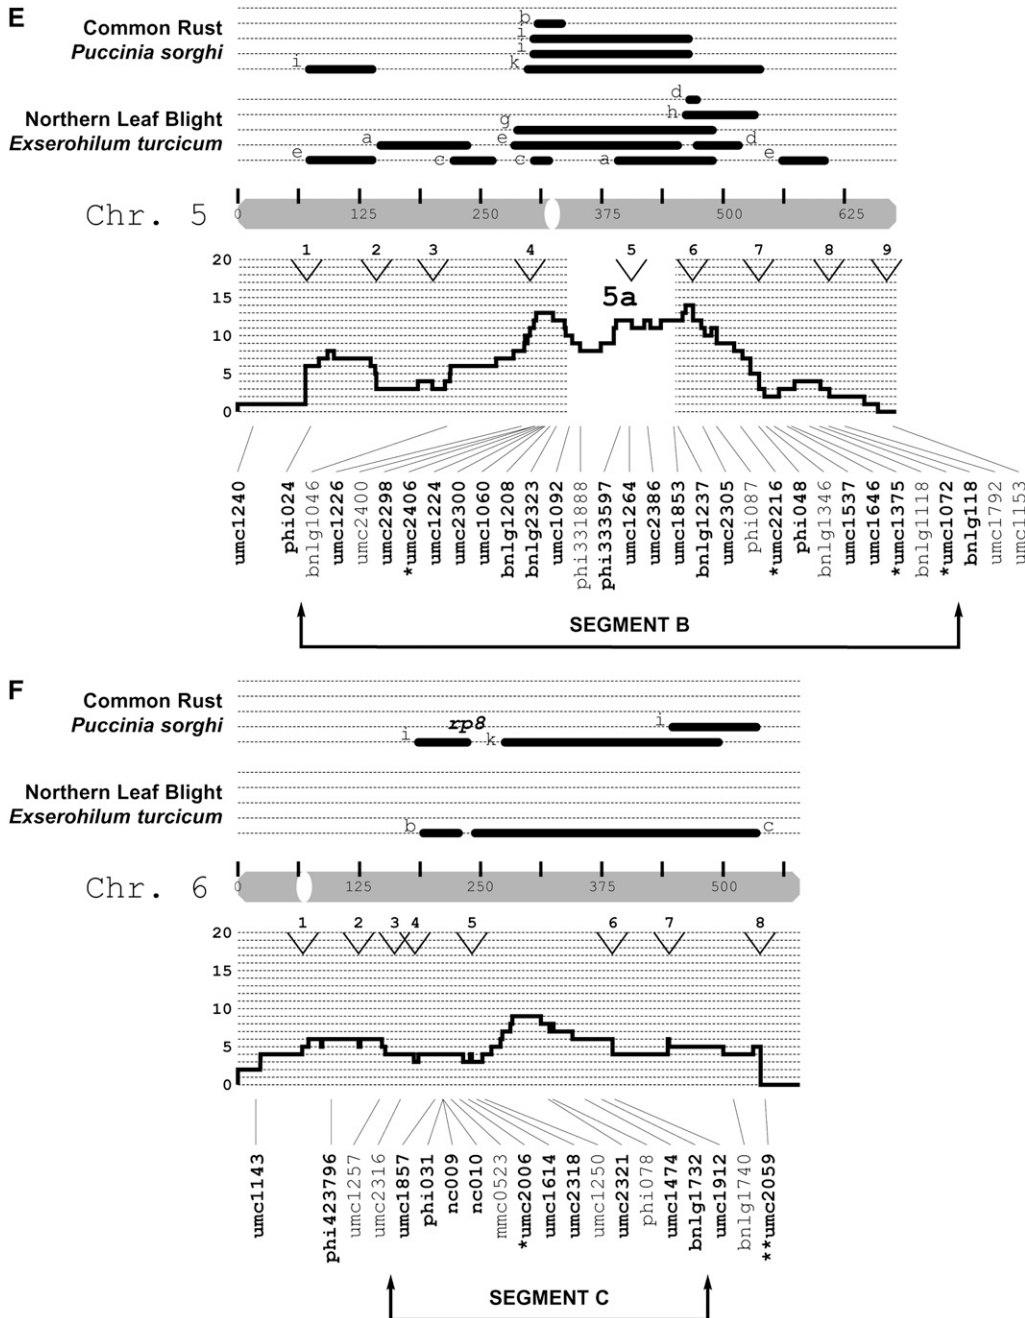 E
Common Rust
Puccinia sorghi
b
i
i
i k
Northern Leaf Blight
Exserohilum turcicum
d
h
g
a e d
e c c a e
Chr. 5
0 125 250 375 500 625
1 2 3 4 5 6 7 8 9
20
15
10
5
0
5a
umc1240
phi024
bnlg1046
umc1226
umc2400
umc2298
*umc2406
umc1224
umc2300
umc1060
bnlg1208
bnlg2323
umc1092
phi331888
phi333597
umc1264
umc2386
umc1853
bnlg1237
umc2305
phi087
*umc2216
phi048
bnlg1346
umc1537
umc1646
*umc1375
bnlg1118
*umc1072
bnlg118
umc1792
umc1153
SEGMENT B
F
Common Rust
Puccinia sorghi
rp8 i
i k
Northern Leaf Blight
Exserohilum turcicum
b c
Chr. 6
0 125 250 375 500
1 2 3 4 5 6 7 8
20
15
10
5
0
umc1143
phi423796
umc1257
umc2316
umc1857
phi031
nc009
nc010
mmc0523
*umc2006
umc1614
umc2318
umc1250
umc2321
phi078
umc1474
bnlg1732
umc1912
bnlg1740
**umc2059
SEGMENT C